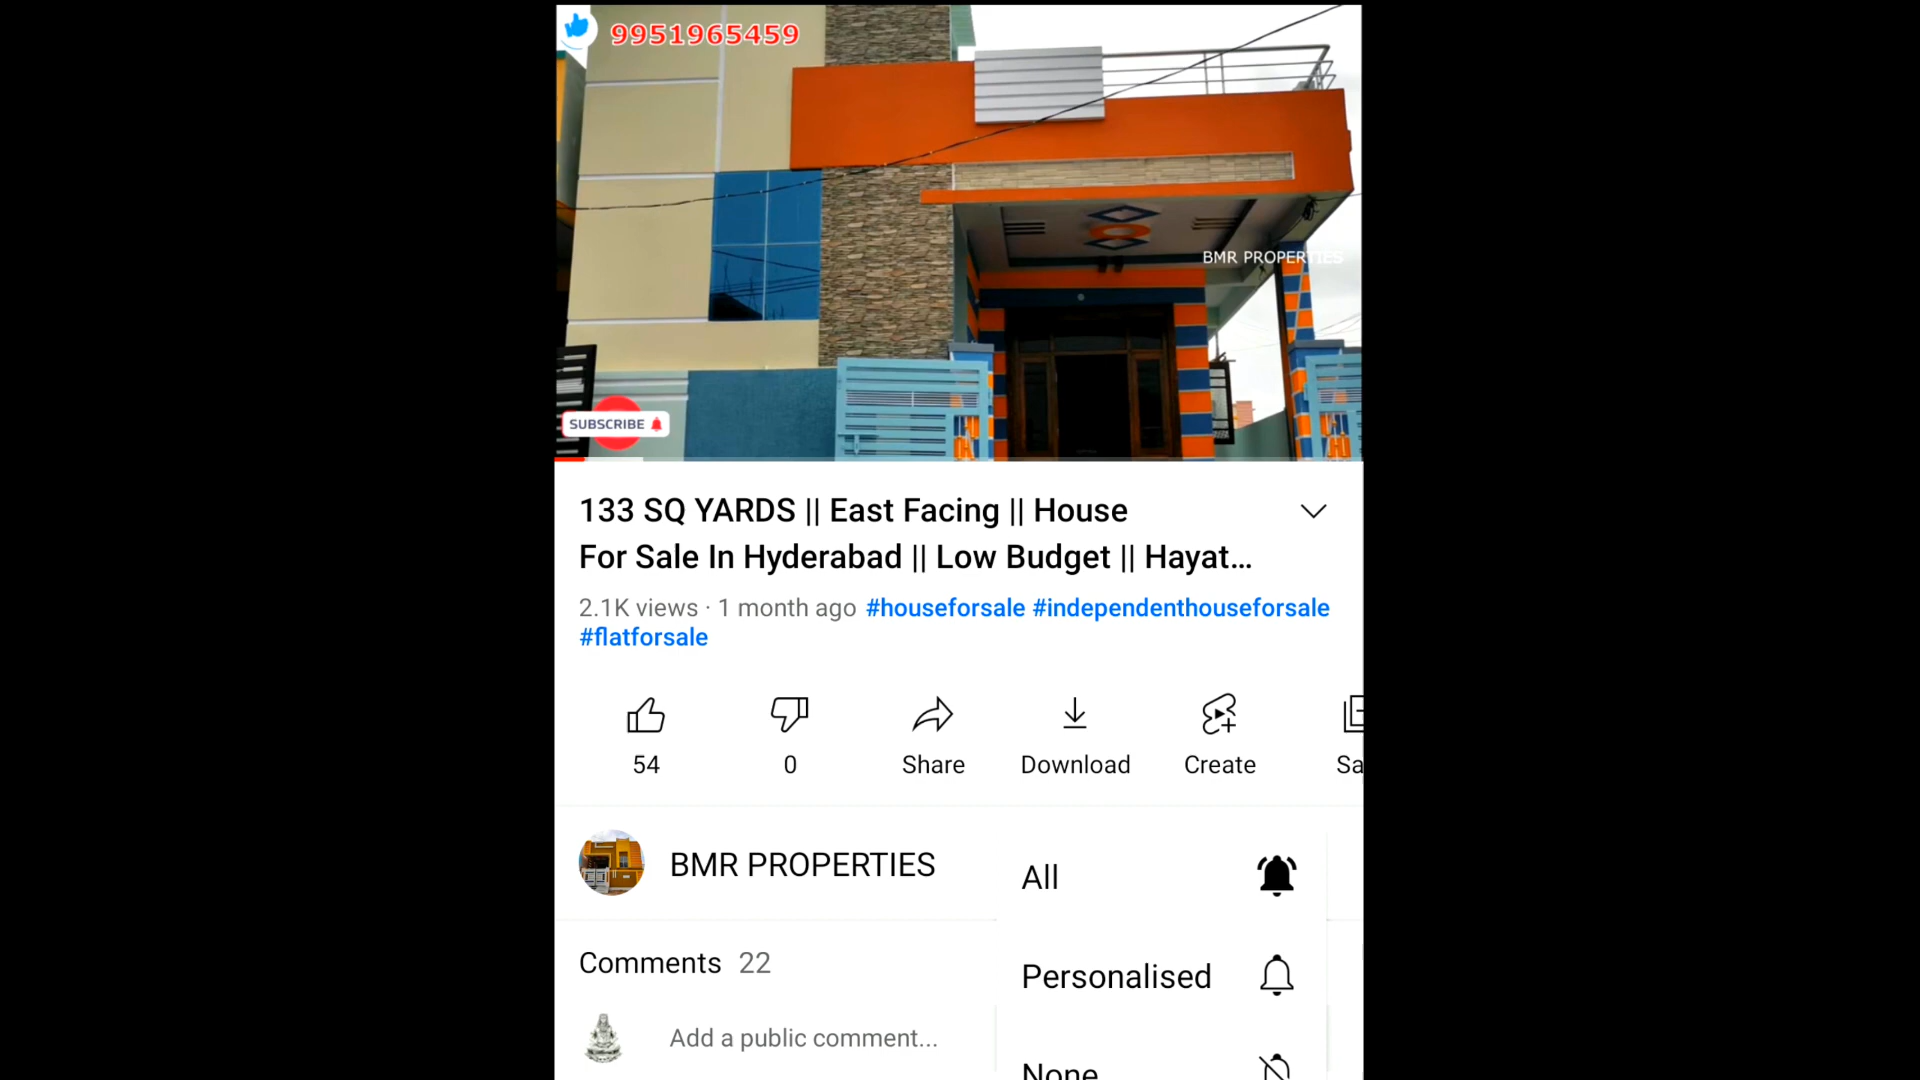 9951965459
BMR PROPERTIES
SUBSCRIBE
133 SQ YARDS || East Facing || House
For Sale In Hyderabad || Low Budget || Hayat...
2.1K views · 1 month ago #houseforsale #independenthouseforsale
#flatforsale
54
0
Share
Download
Create
Sa
BMR PROPERTIES
All
Comments 22
Personalised
Add a public comment...
None